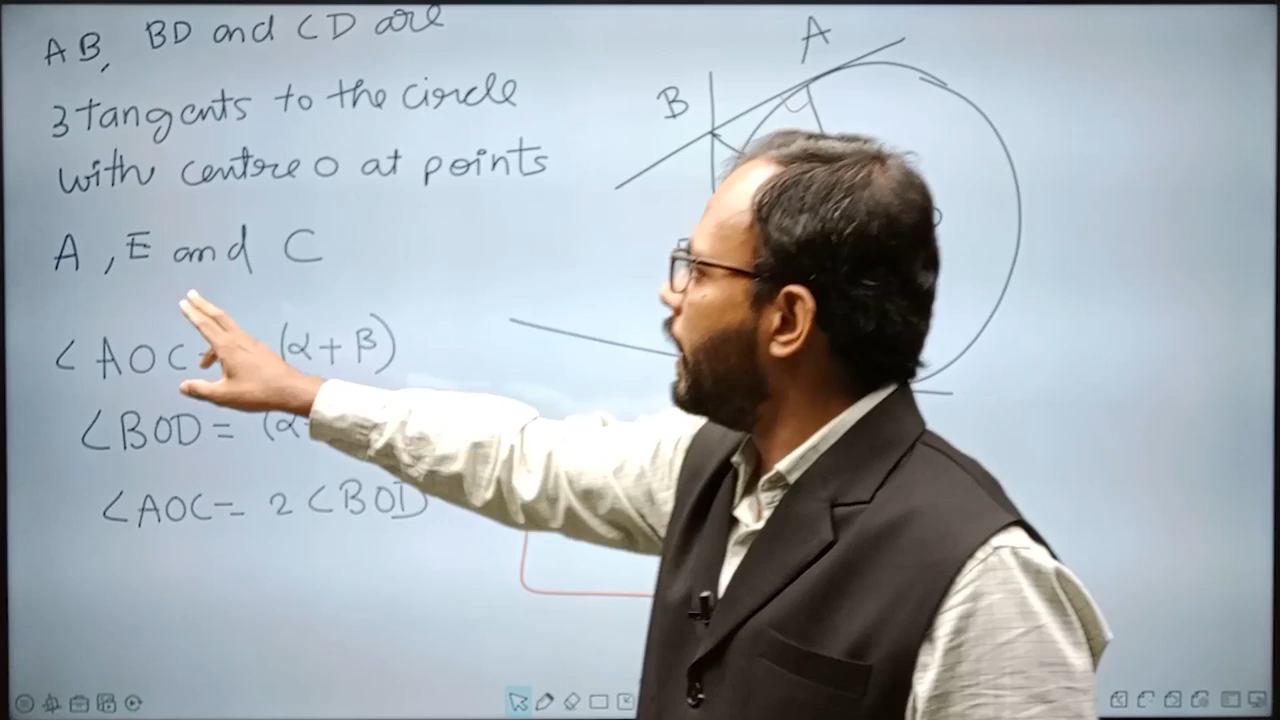 AB, BD and CD are
3 tangents to the circle
with centre O at points
A, E and C
∠AOC (α + β)
∠BOD = (α
∠AOC = 2 ∠BOD
A
B